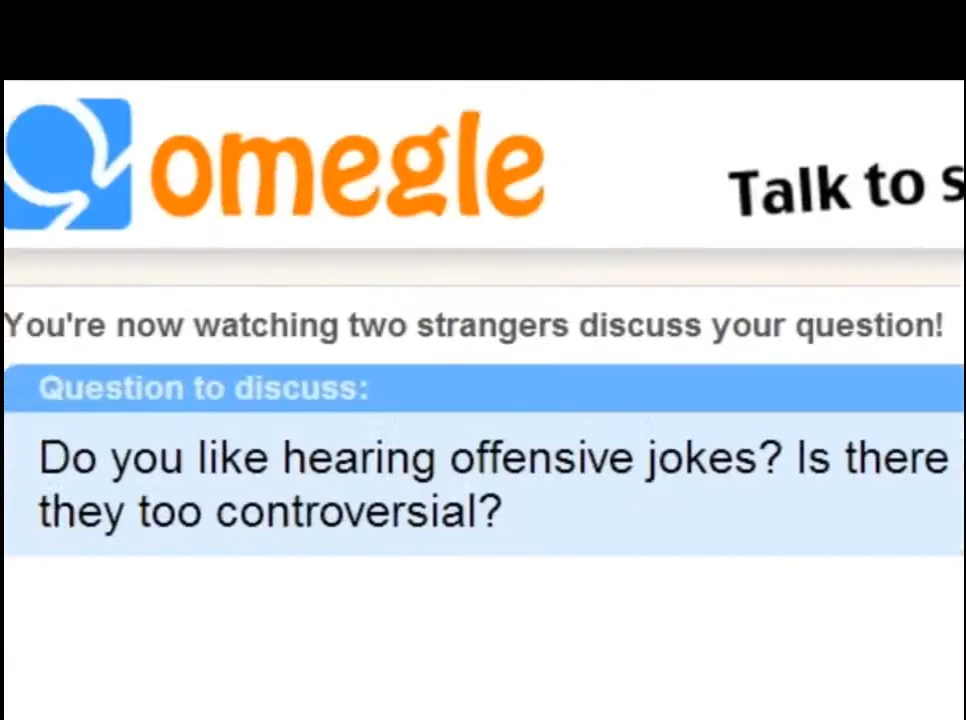 omegle
Talk to s
You're now watching two strangers discuss your question!
Question to discuss:
Do you like hearing offensive jokes? Is there
they too controversial?